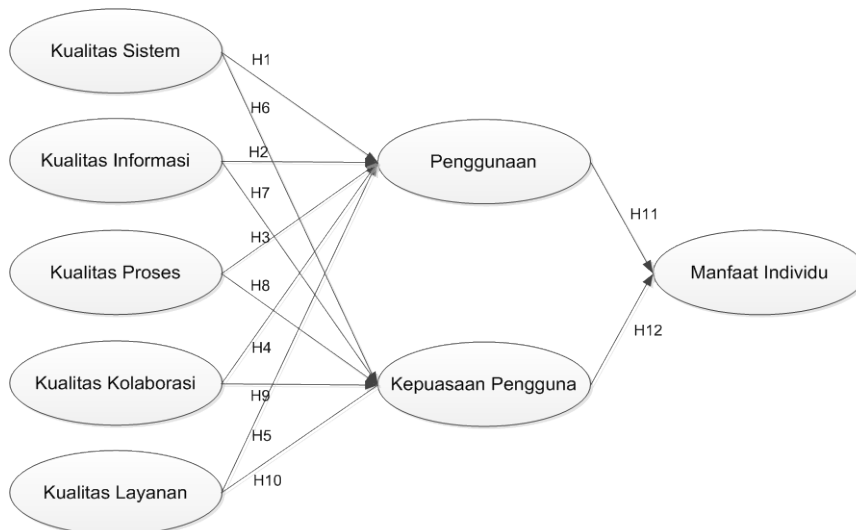 Kualitas Sistem
H1
H6
Kualitas Informasi
H2
Penggunaan
H7
H11
H3
Kualitas Proses
Manfaat Individu
H8
H12
H4
Kualitas Kolaborasi
Kepuasaan Pengguna
H9
H5
Kualitas Layanan
H10